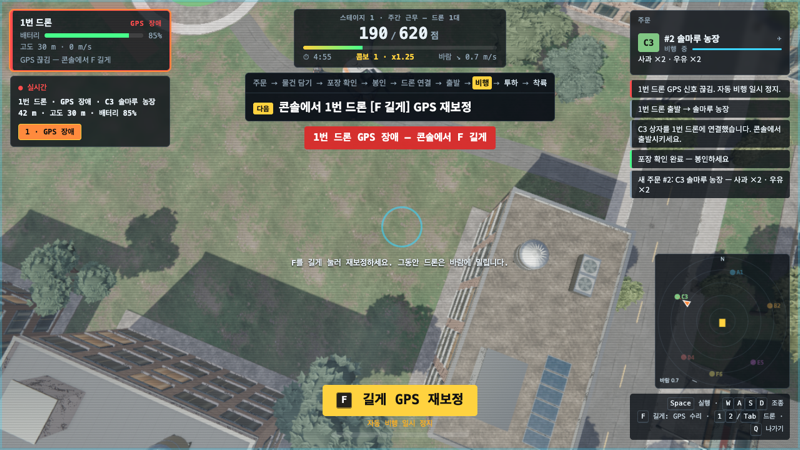 1번 드론 GPS 장애
배터리 85%
고도 30 m · 0 m/s
GPS 끊김 — 콘솔에서 F 길게
실시간
1번 드론 · GPS 장애 · C3 솔마루 농장
42 m · 고도 30 m · 배터리 85%
1 · GPS 장애
스테이지 1 · 주간 근무 — 드론 1대
190/620점
4:55 콤보 1 · x1.25 바람 ↘ 0.7 m/s
주문 → 물건 담기 → 포장 확인 → 봉인 → 드론 연결 → 출발 → 비행 → 투하 → 착륙
다음 콘솔에서 1번 드론 [F 길게] GPS 재보정
1번 드론 GPS 장애 — 콘솔에서 F 길게
F를 길게 눌러 재보정하세요. 그동안 드론은 바람에 밀립니다.
F 길게 GPS 재보정
자동 비행 일시 정지
주문
C3 #2 솔마루 농장
비행 중
사과 ×2 · 우유 ×2
1번 드론 GPS 신호 끊김. 자동 비행 일시 정지.
1번 드론 출발 → 솔마루 농장
C3 상자를 1번 드론에 연결했습니다. 콘솔에서
출발시키세요.
포장 확인 완료 — 봉인하세요
새 주문 #2: C3 솔마루 농장 — 사과 ×2 · 우유
×2
N
A1
C3
B2
D4
E5
F6
바람 0.7
Space 실행 · W A S D 조종
F 길게: GPS 수리 · 1 2 / Tab 드론 ·
Q 나가기